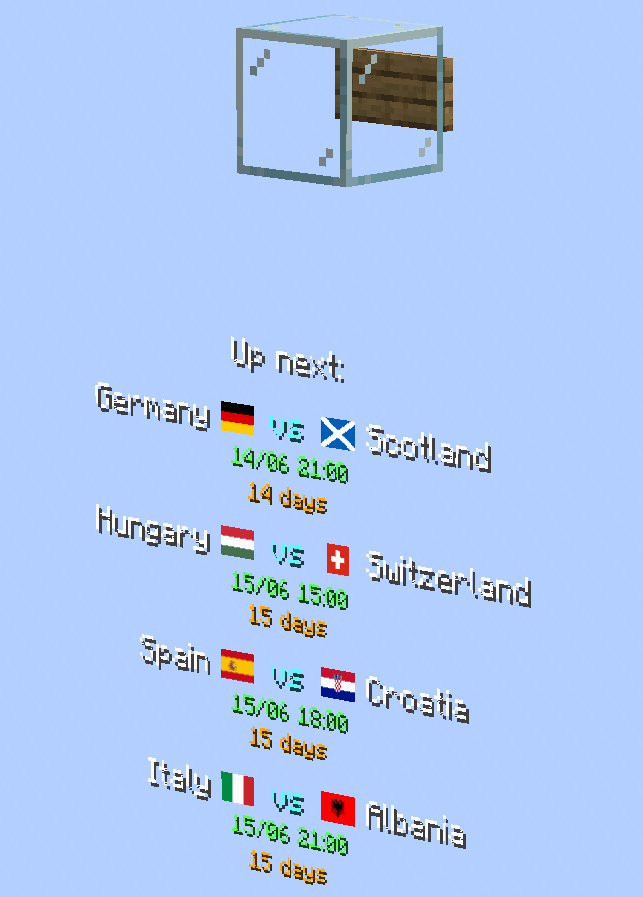 Up next:
Germany vs Scotland
14/06 21:00
14 days
Hungary vs Switzerland
15/06 15:00
15 days
Spain vs Croatia
15/06 18:00
15 days
Italy vs Albania
15/06 21:00
15 days